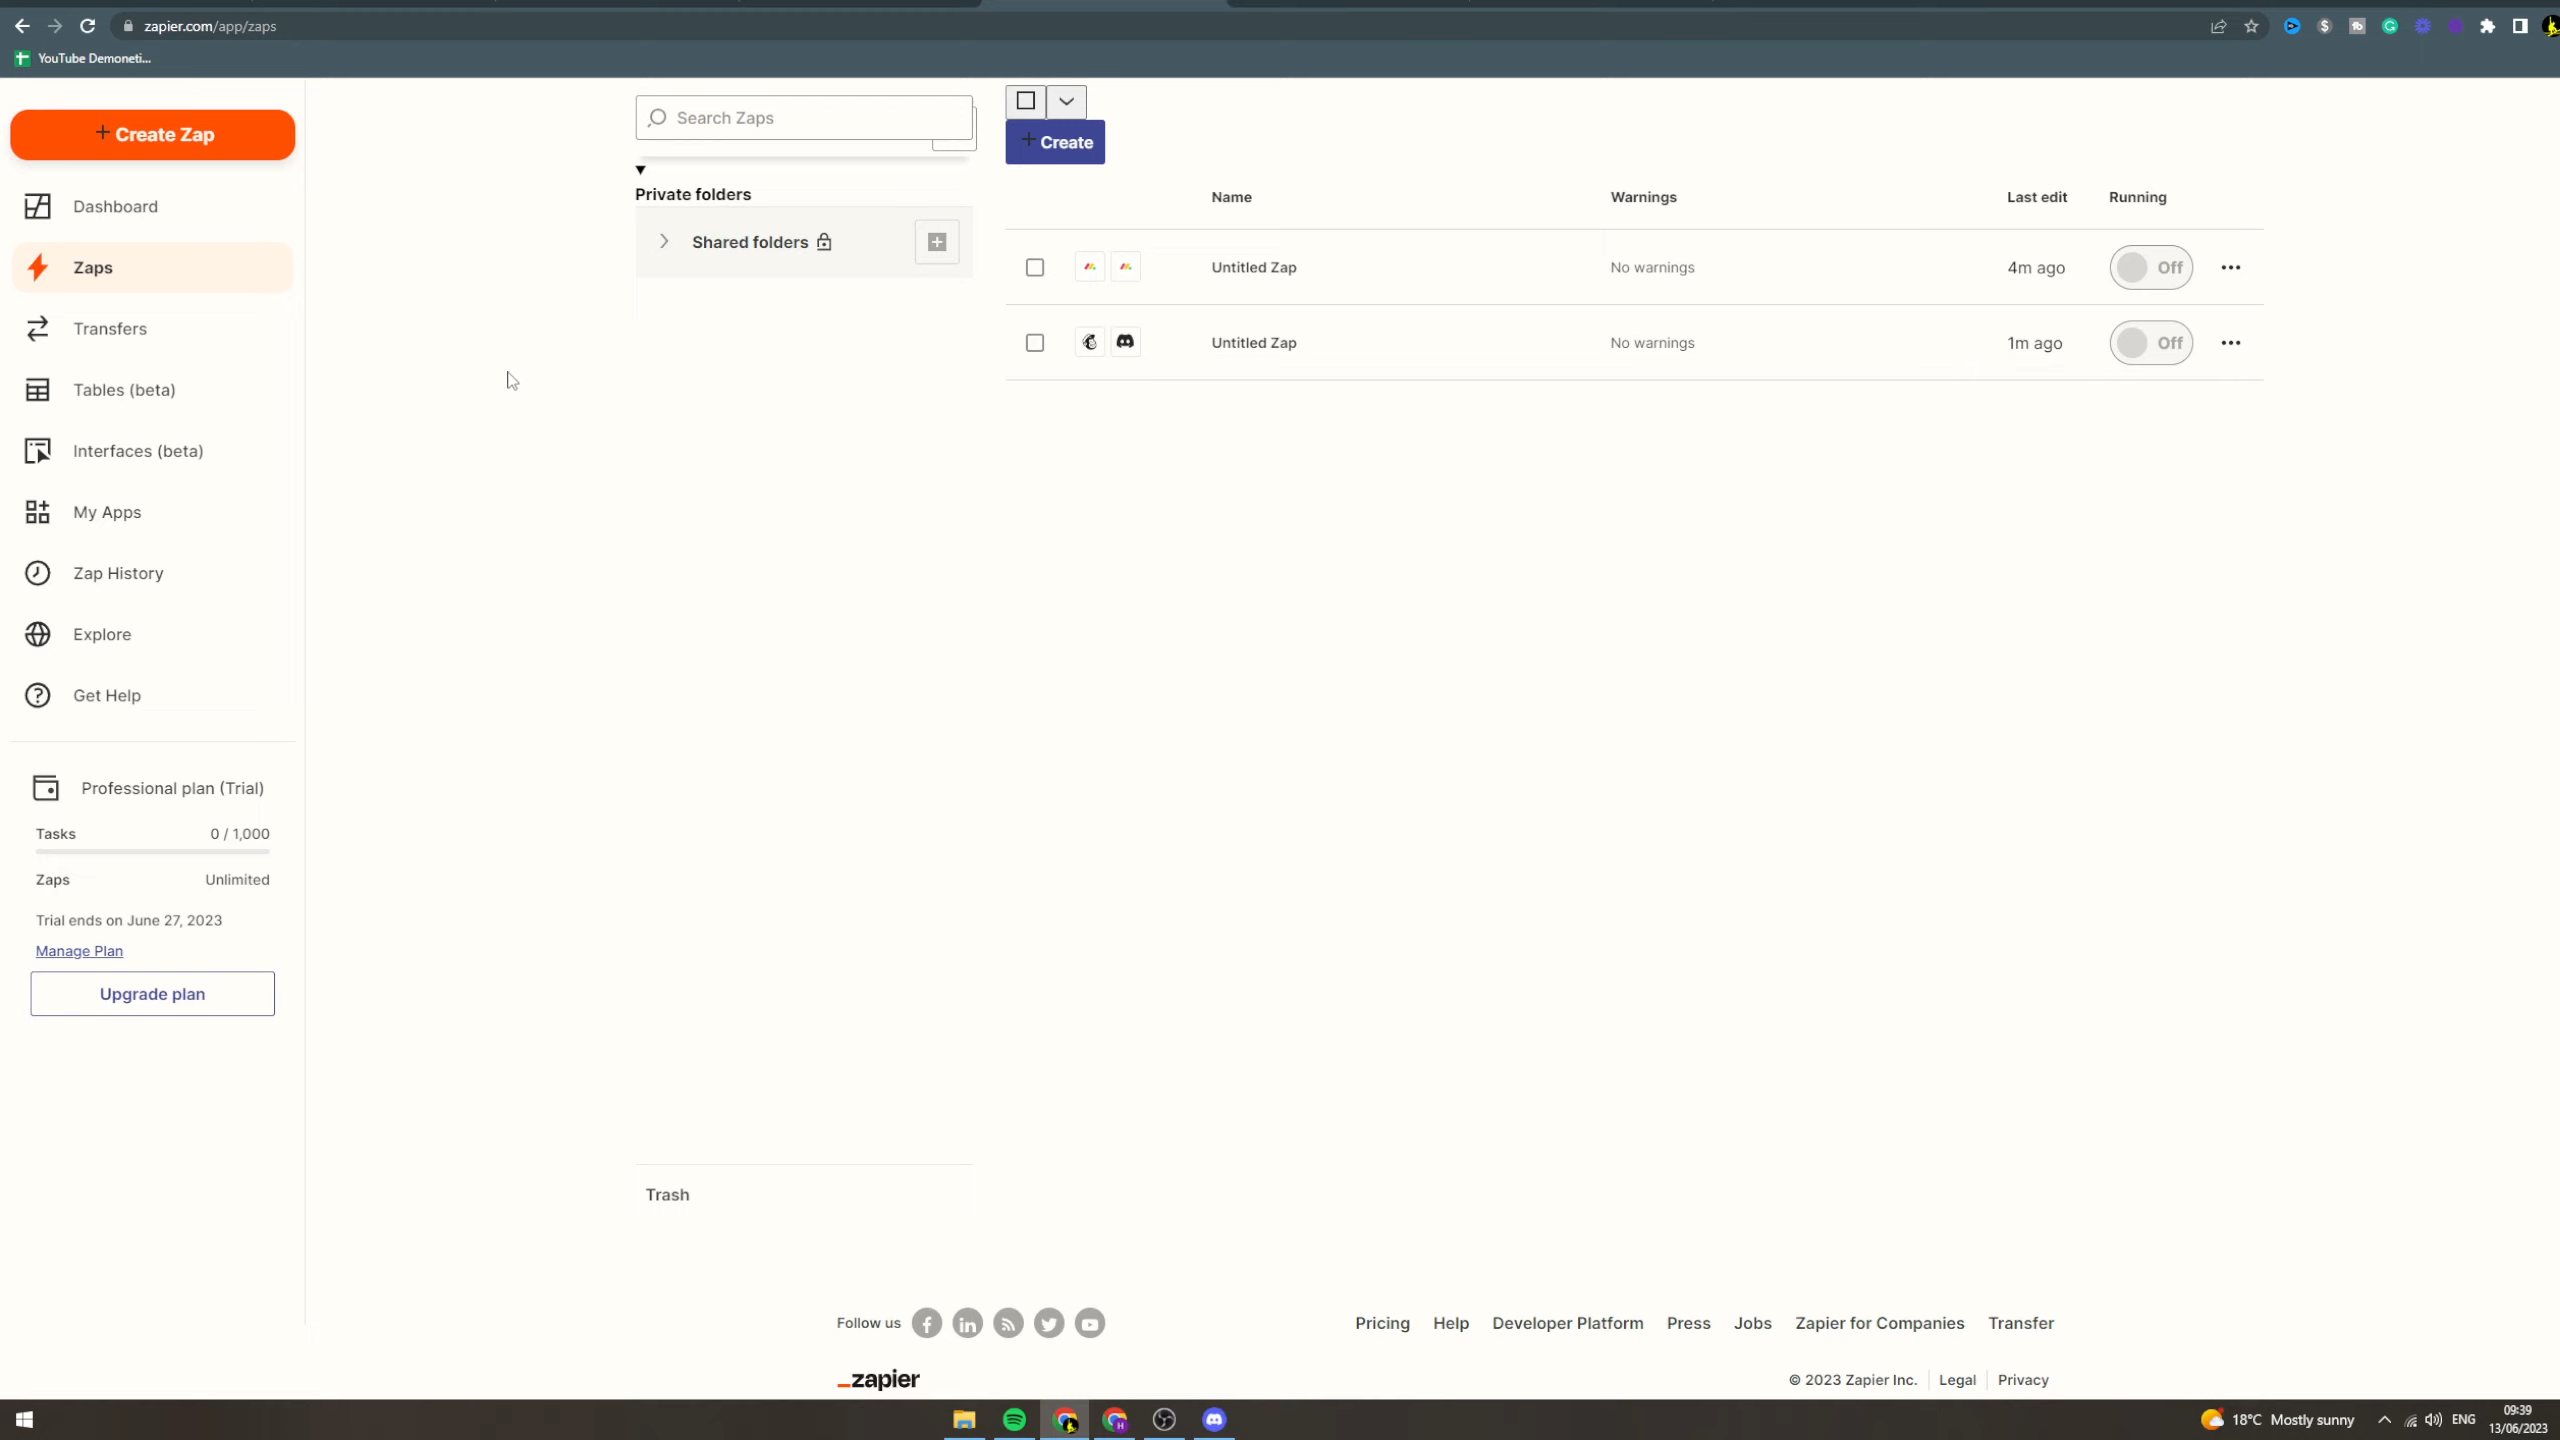 zapier.com/app/zaps
YouTube Demoneti...
+ Create Zap
Dashboard
Zaps
Transfers
Tables (beta)
Interfaces (beta)
My Apps
Zap History
Explore
Get Help
Professional plan (Trial)
Tasks 0 / 1,000
Zaps Unlimited
Trial ends on June 27, 2023
Manage Plan
Upgrade plan
Search Zaps
Private folders
Shared folders
Trash
+ Create
Name Warnings Last edit Running
Untitled Zap No warnings 4m ago Off
Untitled Zap No warnings 1m ago Off
Follow us
Pricing Help Developer Platform Press Jobs Zapier for Companies Transfer
_zapier
© 2023 Zapier Inc. Legal Privacy
18°C Mostly sunny ENG
09:39
13/06/2023